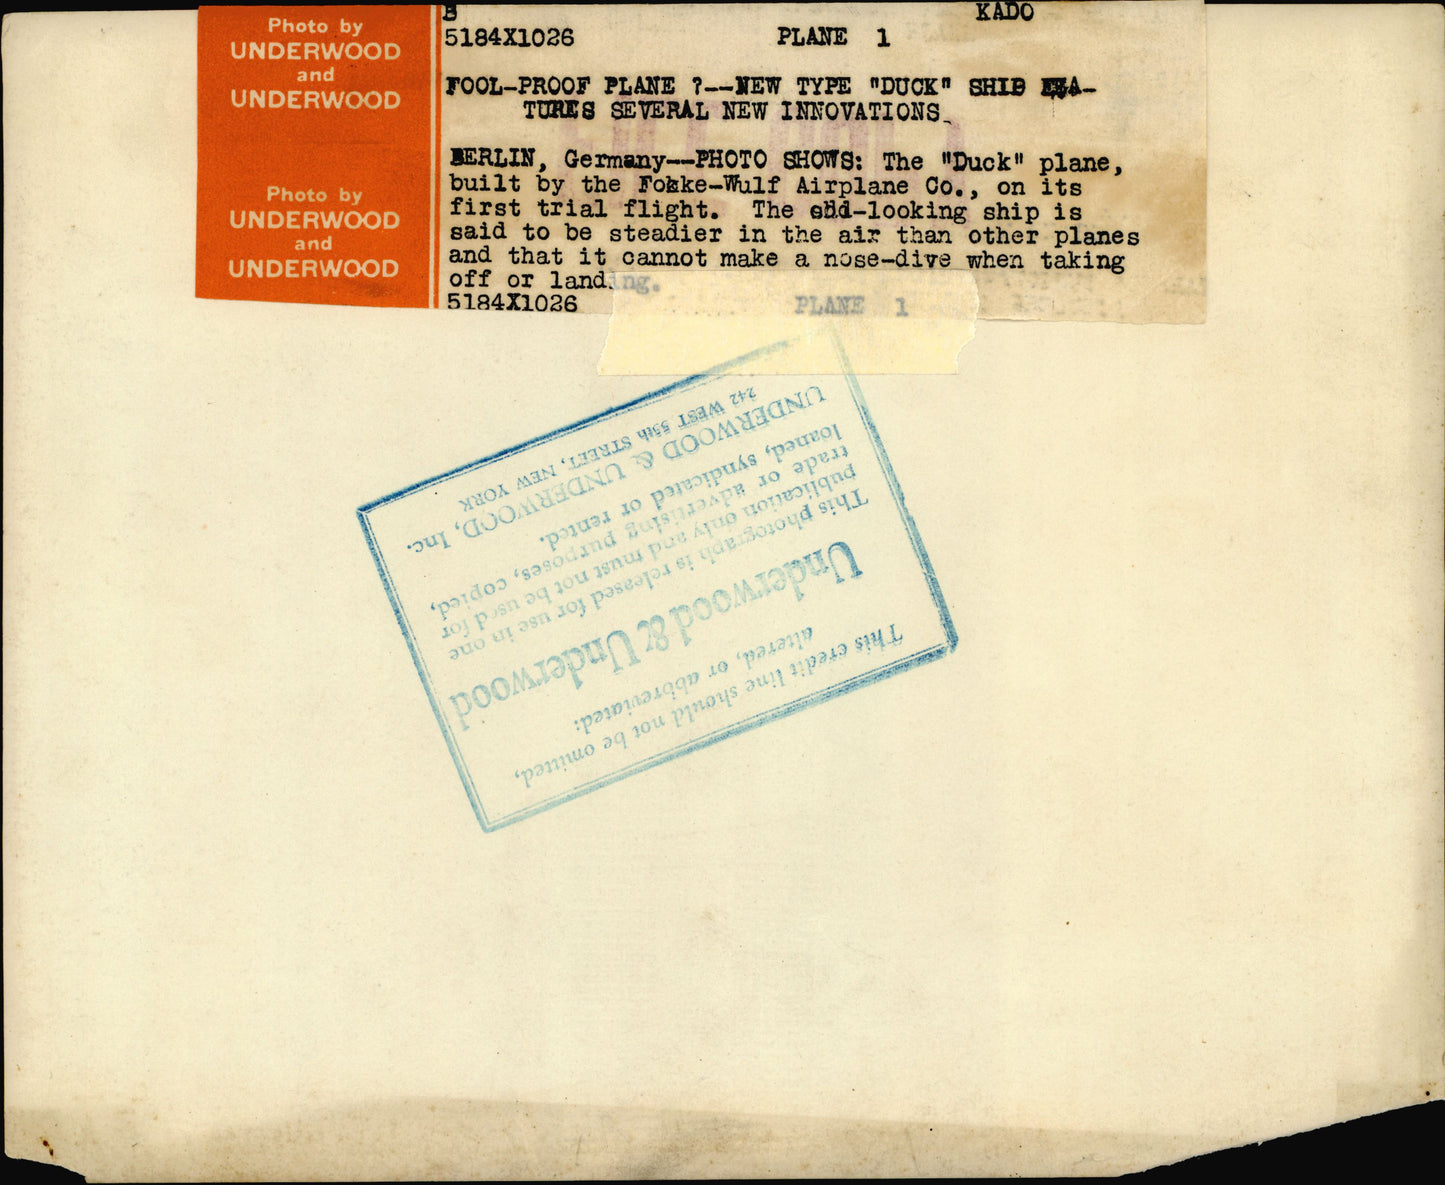 Photo by
UNDERWOOD
and
UNDERWOOD
Photo by
UNDERWOOD
and
UNDERWOOD
B KADO
5184X1026 PLANE 1
FOOL-PROOF PLANE ?--NEW TYPE "DUCK" SHIP FEA-
TURES SEVERAL NEW INNOVATIONS
BERLIN, Germany--PHOTO SHOWS: The "Duck" plane,
built by the Fokke-Wulf Airplane Co., on its
first trial flight. The odd-looking ship is
said to be steadier in the air than other planes
and that it cannot make a nose-dive when taking
off or landing.
5184X1026 PLANE 1
This credit line should not be omitted,
altered, or abbreviated:
Underwood & Underwood
This photograph is released for use in one
publication only and must not be used for
trade or advertising purposes, copied,
loaned, syndicated or rented.
UNDERWOOD & UNDERWOOD, Inc.
242 WEST 55th STREET, NEW YORK